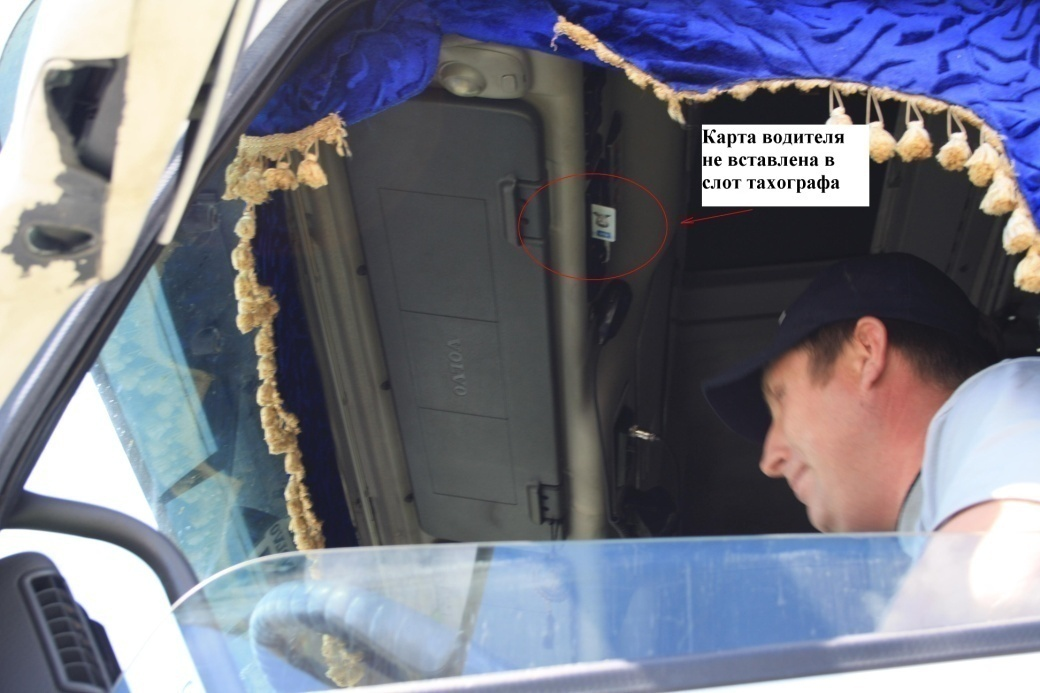 Карта водителя
не вставлена в
слот тахографа
VOLVO